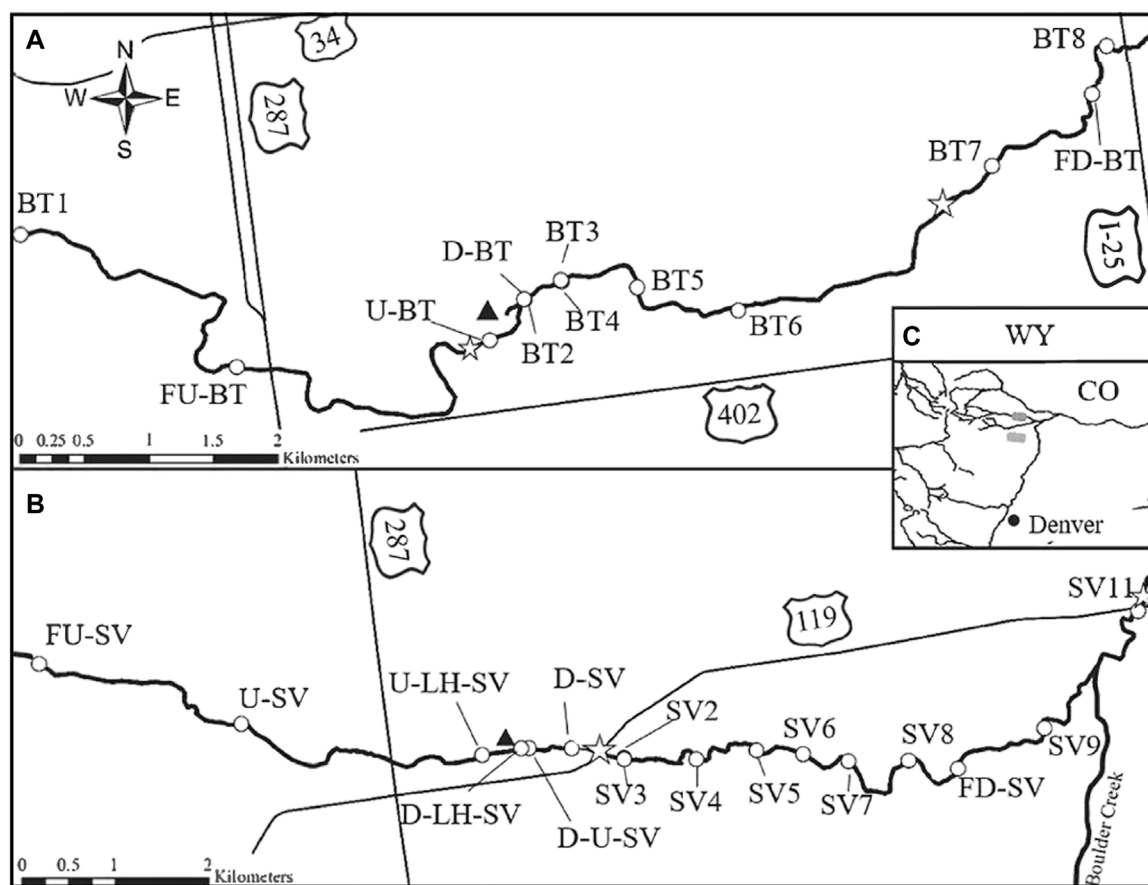 A
34
N
W E
S
287
BT8
BT7
FD-BT
BT1
I-25
BT3
D-BT
BT5
U-BT
BT4
BT6
BT2
FU-BT
402
0 0.25 0.5 1 1.5 2
Kilometers
C WY
CO
Denver
B
287
SV11
119
FU-SV
U-LH-SV
D-SV
SV2
U-SV
SV6
SV8
SV9
SV3
SV4
SV5
SV7
FD-SV
D-LH-SV
D-U-SV
Boulder Creek
0 0.5 1 2
Kilometers